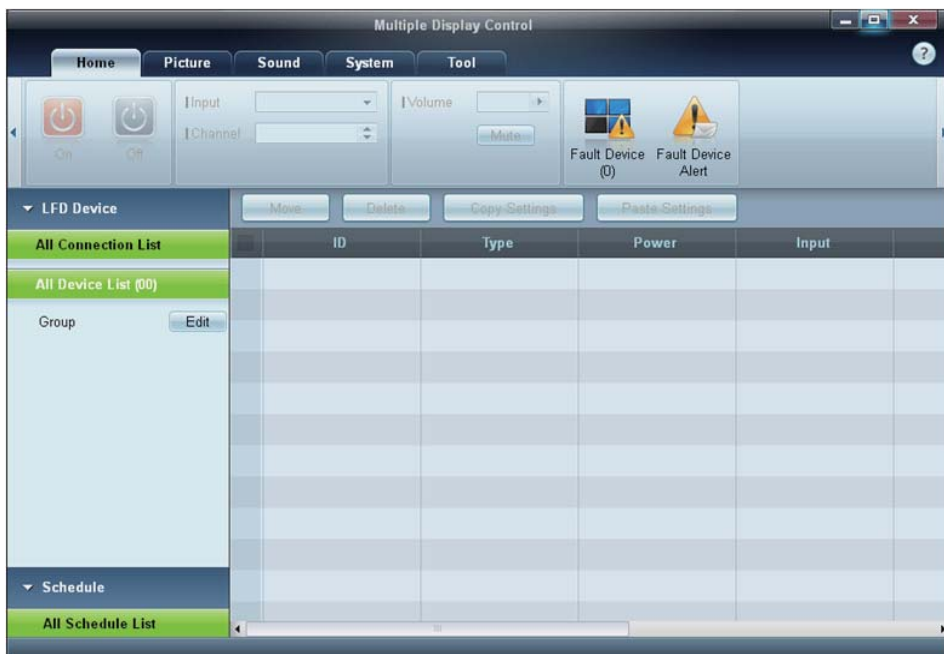 Multiple Display Control
Home Picture Sound System Tool
?
Input
Channel
On Off
Volume
Mute
Fault Device (0)
Fault Device Alert
LFD Device
Move Delete Copy Settings Paste Settings
All Connection List
ID Type Power Input
All Device List (00)
Group Edit
Schedule
All Schedule List